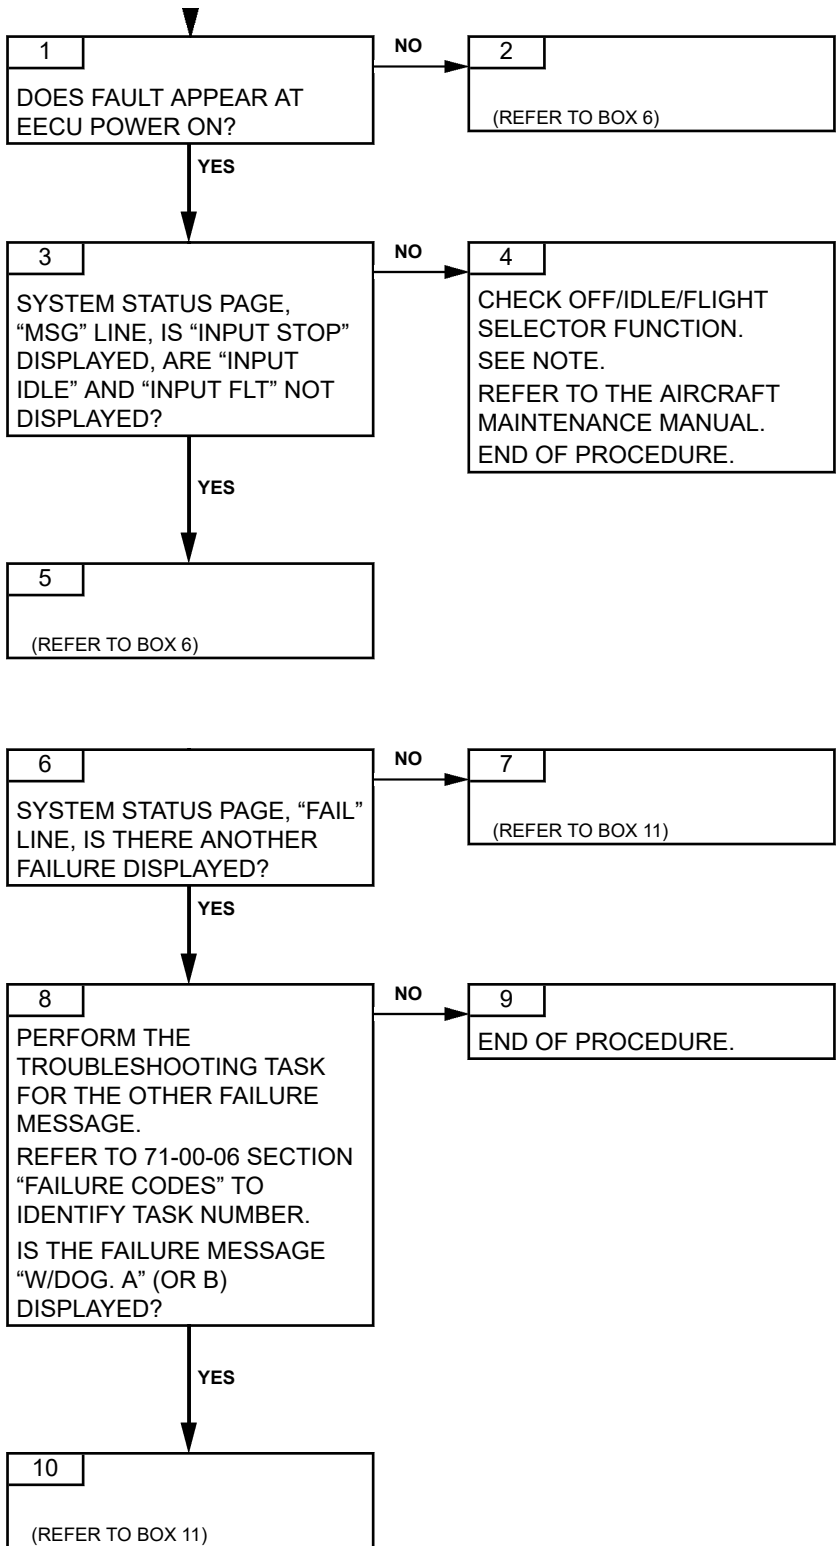 1
DOES FAULT APPEAR AT
EECU POWER ON?
NO
2
(REFER TO BOX 6)
YES
3
SYSTEM STATUS PAGE,
“MSG” LINE, IS “INPUT STOP”
DISPLAYED, ARE “INPUT
IDLE” AND “INPUT FLT” NOT
DISPLAYED?
NO
4
CHECK OFF/IDLE/FLIGHT
SELECTOR FUNCTION.
SEE NOTE.
REFER TO THE AIRCRAFT
MAINTENANCE MANUAL.
END OF PROCEDURE.
YES
5
(REFER TO BOX 6)
6
SYSTEM STATUS PAGE, “FAIL”
LINE, IS THERE ANOTHER
FAILURE DISPLAYED?
NO
7
(REFER TO BOX 11)
YES
8
PERFORM THE
TROUBLESHOOTING TASK
FOR THE OTHER FAILURE
MESSAGE.
REFER TO 71-00-06 SECTION
“FAILURE CODES” TO
IDENTIFY TASK NUMBER.
IS THE FAILURE MESSAGE
“W/DOG. A” (OR B)
DISPLAYED?
NO
9
END OF PROCEDURE.
YES
10
(REFER TO BOX 11)